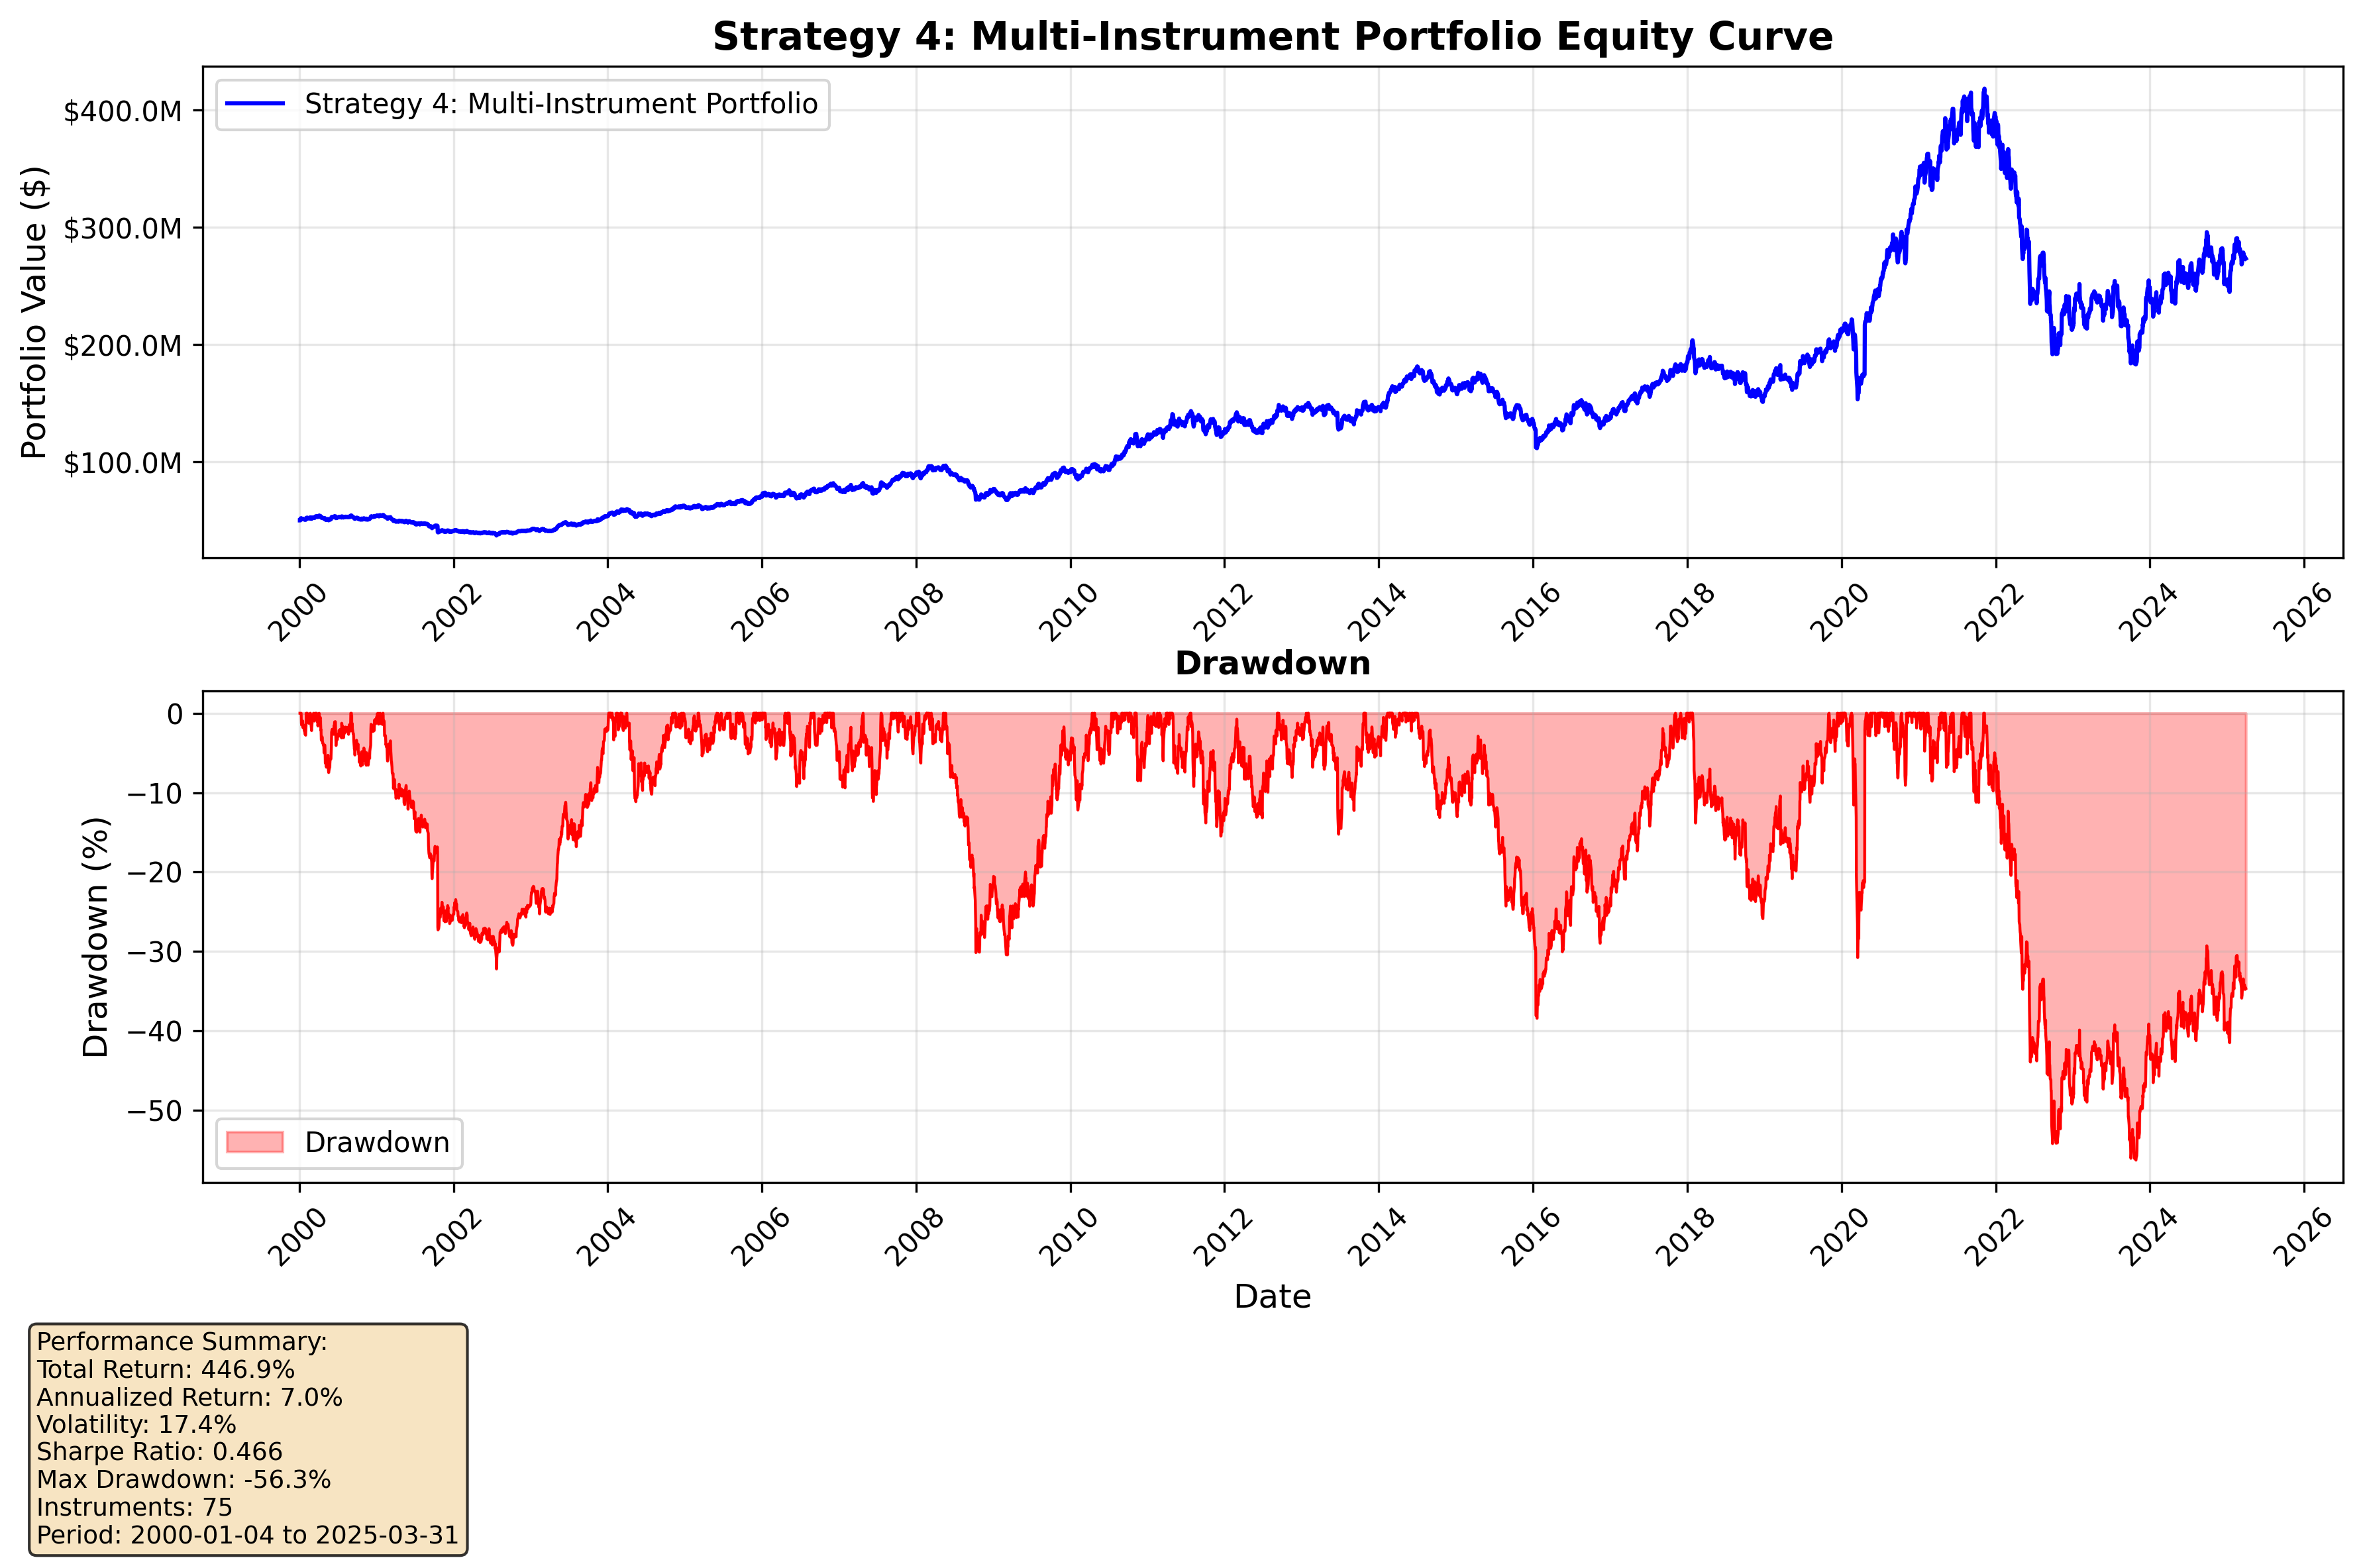 Strategy 4: Multi-Instrument Portfolio Equity Curve
Strategy 4: Multi-Instrument Portfolio
Portfolio Value ($)
$400.0M
$300.0M
$200.0M
$100.0M
2000 2002 2004 2006 2008 2010 2012 2014 2016 2018 2020 2022 2024 2026
Drawdown
Drawdown (%)
0
−10
−20
−30
−40
−50
Drawdown
2000 2002 2004 2006 2008 2010 2012 2014 2016 2018 2020 2022 2024 2026
Date
Performance Summary:
Total Return: 446.9%
Annualized Return: 7.0%
Volatility: 17.4%
Sharpe Ratio: 0.466
Max Drawdown: -56.3%
Instruments: 75
Period: 2000-01-04 to 2025-03-31